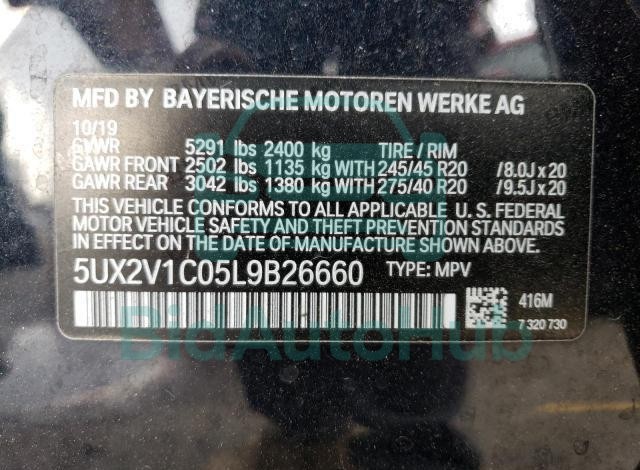 MFD BY BAYERISCHE MOTOREN WERKE AG
10/19
GVWR 5291 lbs 2400 kg TIRE / RIM
GAWR FRONT 2502 lbs 1135 kg WITH 245/45 R20 /8.0J x 20
GAWR REAR 3042 lbs 1380 kg WITH 275/40 R20 /9.5J x 20
THIS VEHICLE CONFORMS TO ALL APPLICABLE U. S. FEDERAL
MOTOR VEHICLE SAFETY AND THEFT PREVENTION STANDARDS
IN EFFECT ON THE DATE OF MANUFACTURE SHOWN ABOVE.
5UX2V1C05L9B26660 TYPE: MPV
416M
7 320 730
BidAutoHub